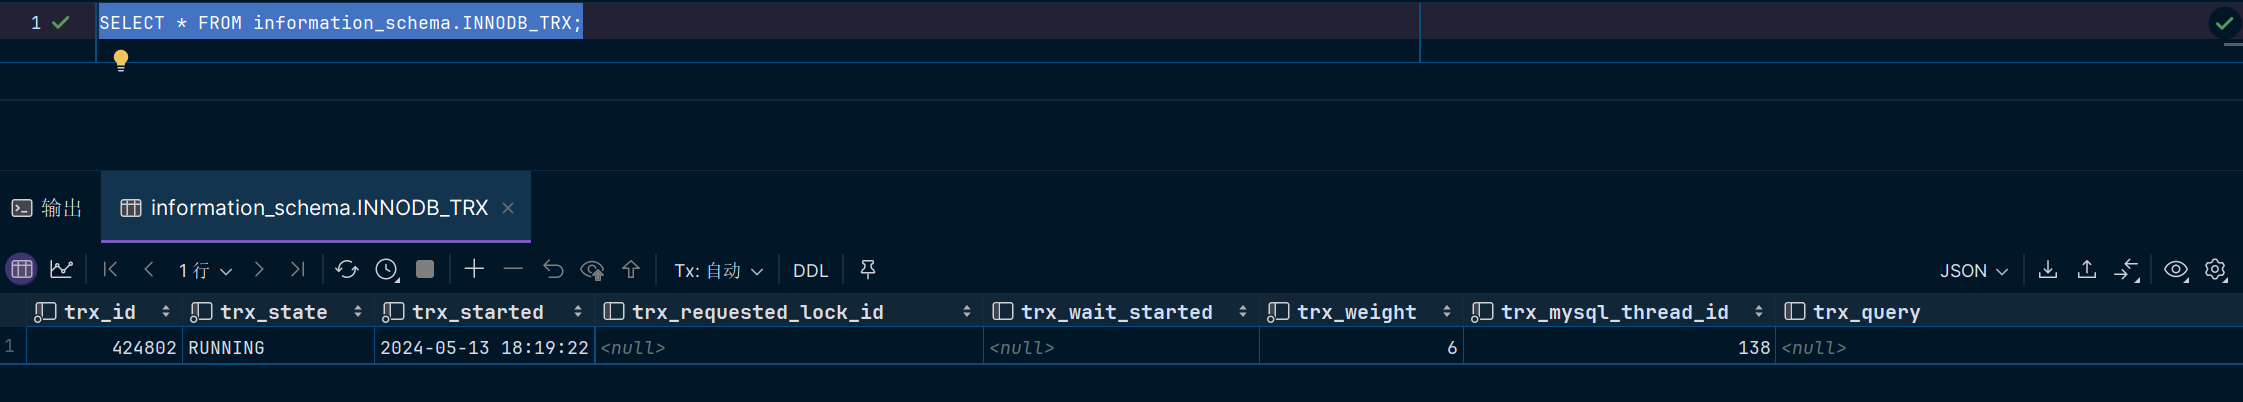 1 SELECT * FROM information_schema.INNODB_TRX;
输出 information_schema.INNODB_TRX
1 行 Tx: 自动 DDL JSON
trx_id trx_state trx_started trx_requested_lock_id trx_wait_started trx_weight trx_mysql_thread_id trx_query
1 424802 RUNNING 2024-05-13 18:19:22 <null> <null> 6 138 <null>